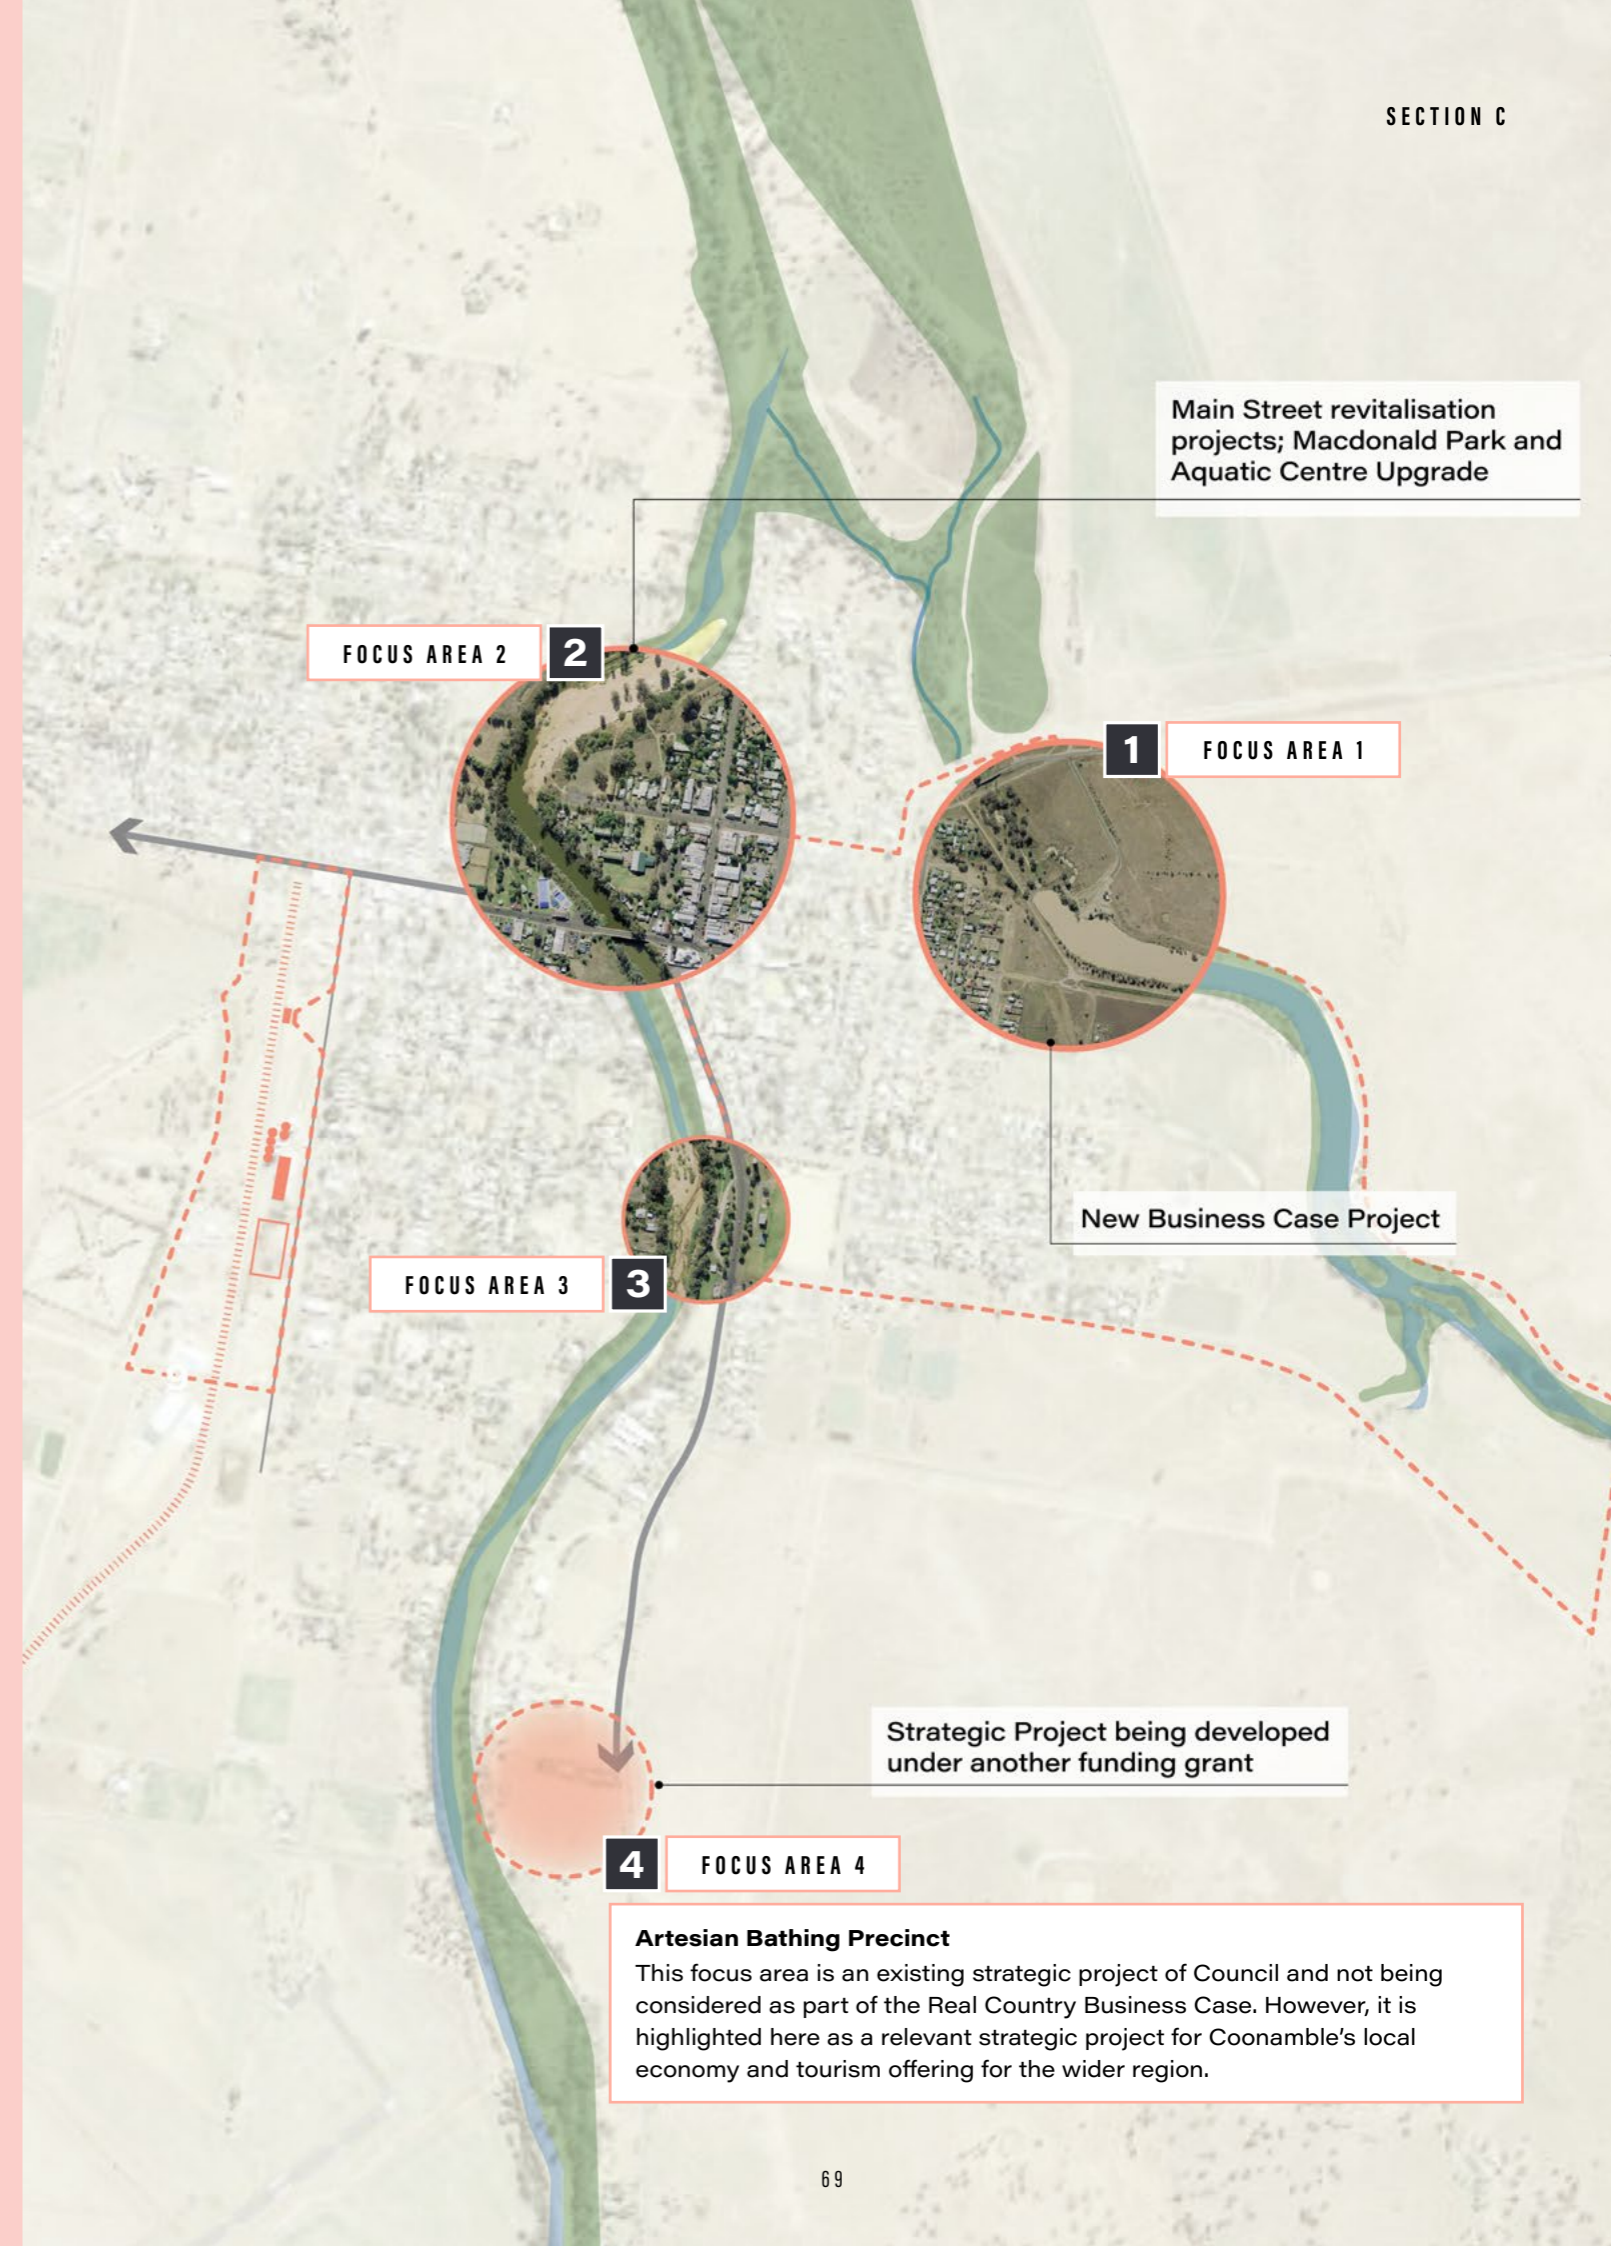 SECTION C
Main Street revitalisation
projects; Macdonald Park and
Aquatic Centre Upgrade
FOCUS AREA 2
2
1
FOCUS AREA 1
New Business Case Project
FOCUS AREA 3
3
Strategic Project being developed
under another funding grant
4
FOCUS AREA 4
Artesian Bathing Precinct
This focus area is an existing strategic project of Council and not being
considered as part of the Real Country Business Case. However, it is
highlighted here as a relevant strategic project for Coonamble’s local
economy and tourism offering for the wider region.
69